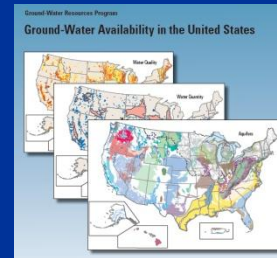 Ground-Water Resources Program
Ground-Water Availability in the United States
Water Quality
Water Quantity
Aquifers